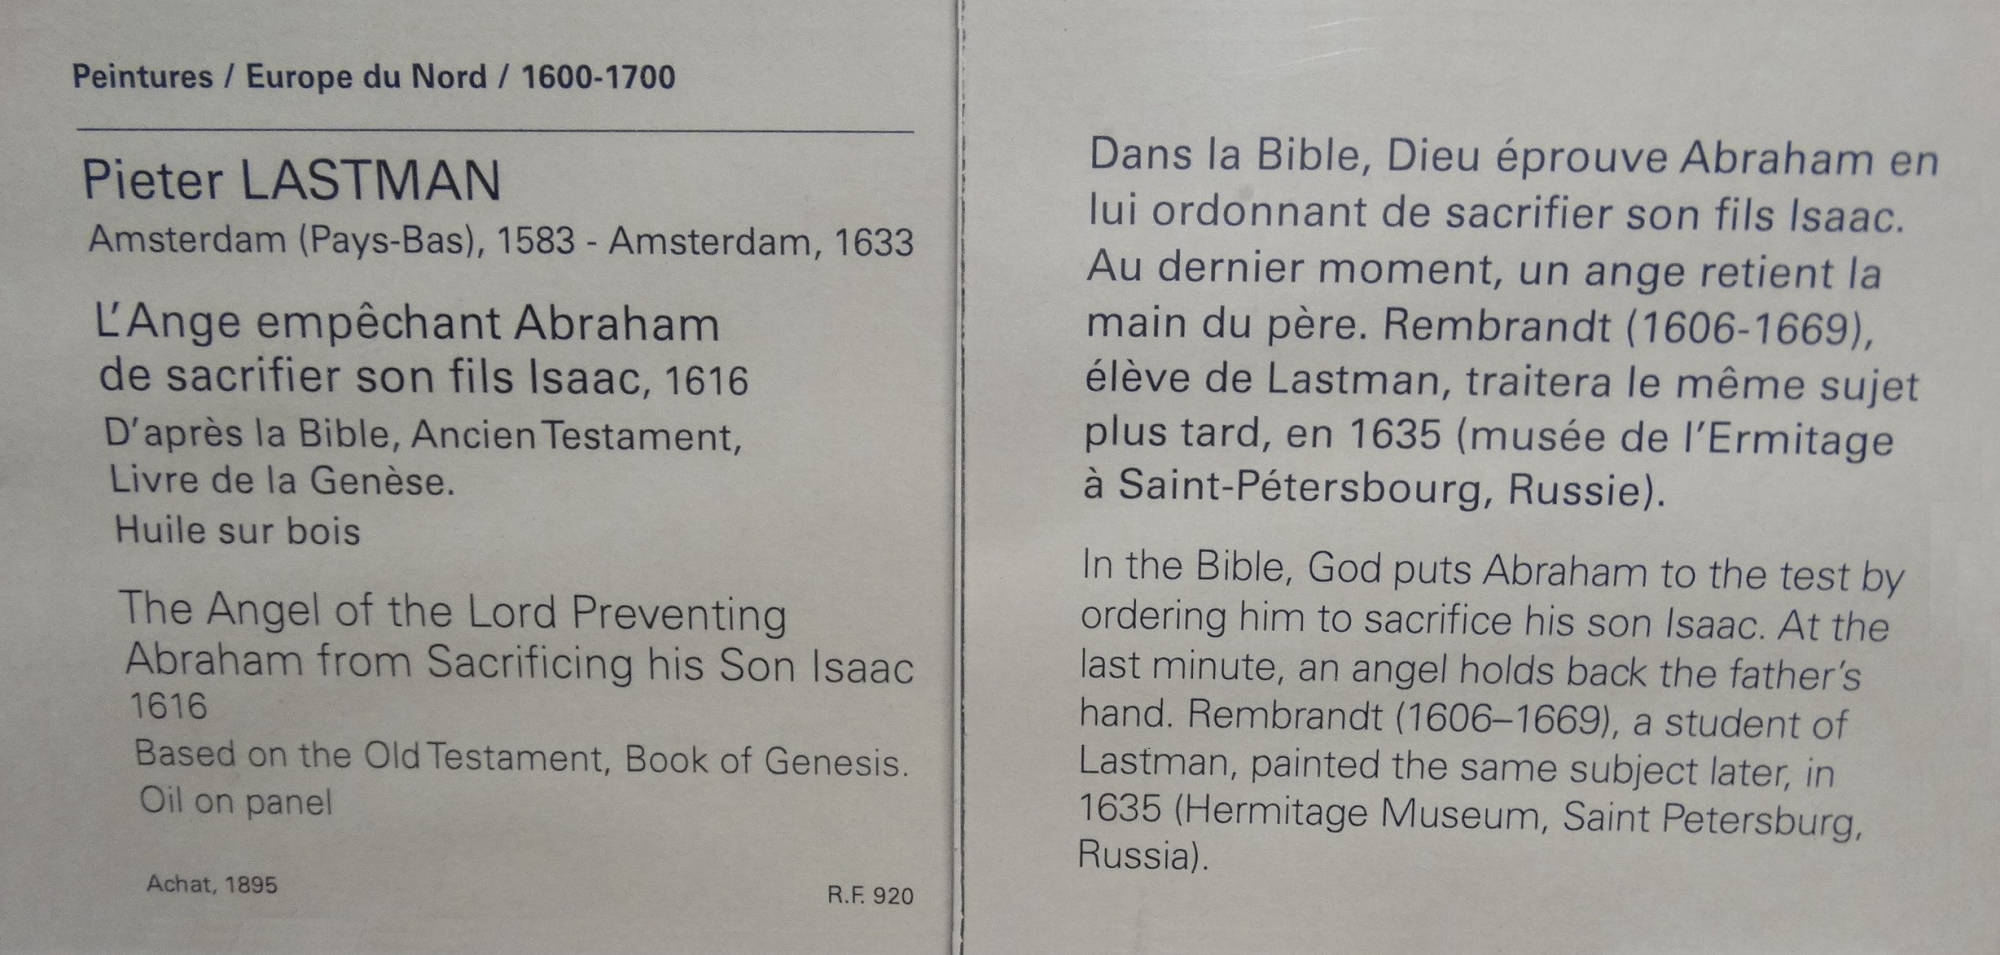 Peintures / Europe du Nord / 1600-1700
Pieter LASTMAN
Amsterdam (Pays-Bas), 1583 - Amsterdam, 1633
L'Ange empêchant Abraham
de sacrifier son fils Isaac, 1616
D'après la Bible, Ancien Testament,
Livre de la Genèse.
Huile sur bois
The Angel of the Lord Preventing
Abraham from Sacrificing his Son Isaac
1616
Based on the Old Testament, Book of Genesis.
Oil on panel
Achat, 1895
R.F. 920
Dans la Bible, Dieu éprouve Abraham en
lui ordonnant de sacrifier son fils Isaac.
Au dernier moment, un ange retient la
main du père. Rembrandt (1606-1669),
élève de Lastman, traitera le même sujet
plus tard, en 1635 (musée de l'Ermitage
à Saint-Pétersbourg, Russie).
In the Bible, God puts Abraham to the test by
ordering him to sacrifice his son Isaac. At the
last minute, an angel holds back the father's
hand. Rembrandt (1606–1669), a student of
Lastman, painted the same subject later, in
1635 (Hermitage Museum, Saint Petersburg,
Russia).